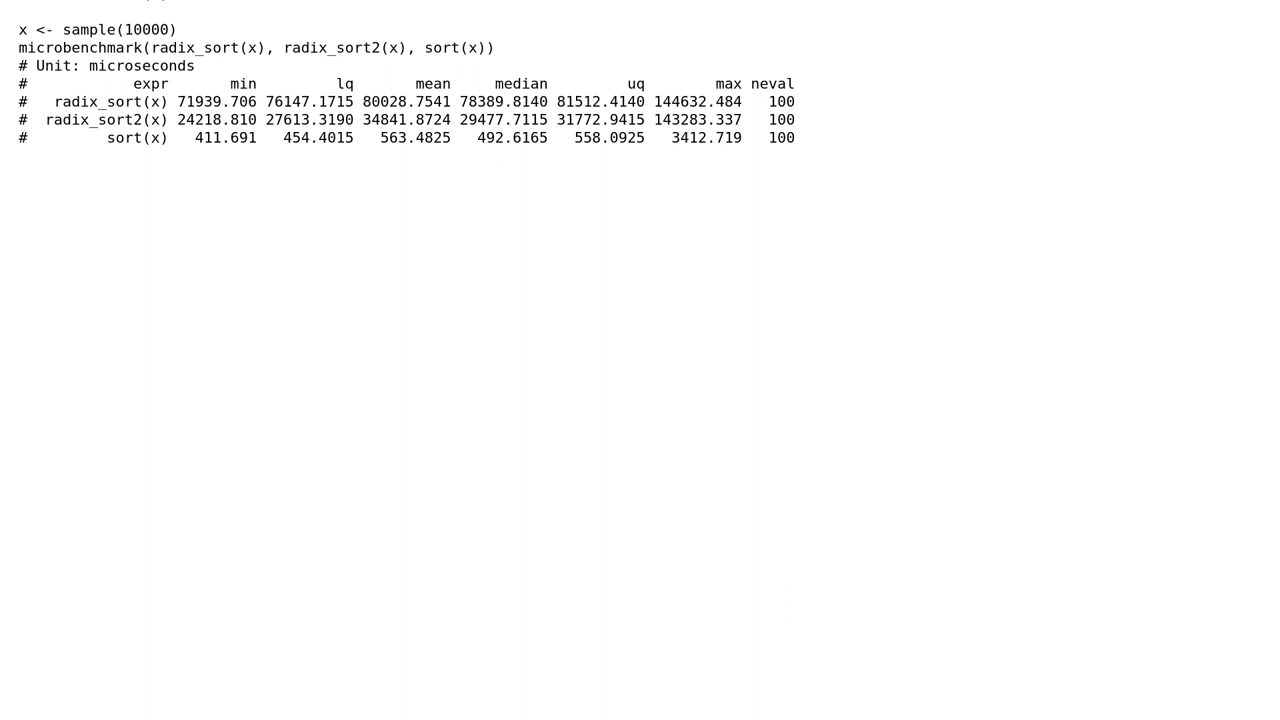 x <- sample(10000)
microbenchmark(radix_sort(x), radix_sort2(x), sort(x))
# Unit: microseconds
#            expr       min         lq       mean     median         uq        max neval
#   radix_sort(x) 71939.706 76147.1715 80028.7541 78389.8140 81512.4140 144632.484   100
#  radix_sort2(x) 24218.810 27613.3190 34841.8724 29477.7115 31772.9415 143283.337   100
#         sort(x)   411.691   454.4015   563.4825   492.6165   558.0925   3412.719   100